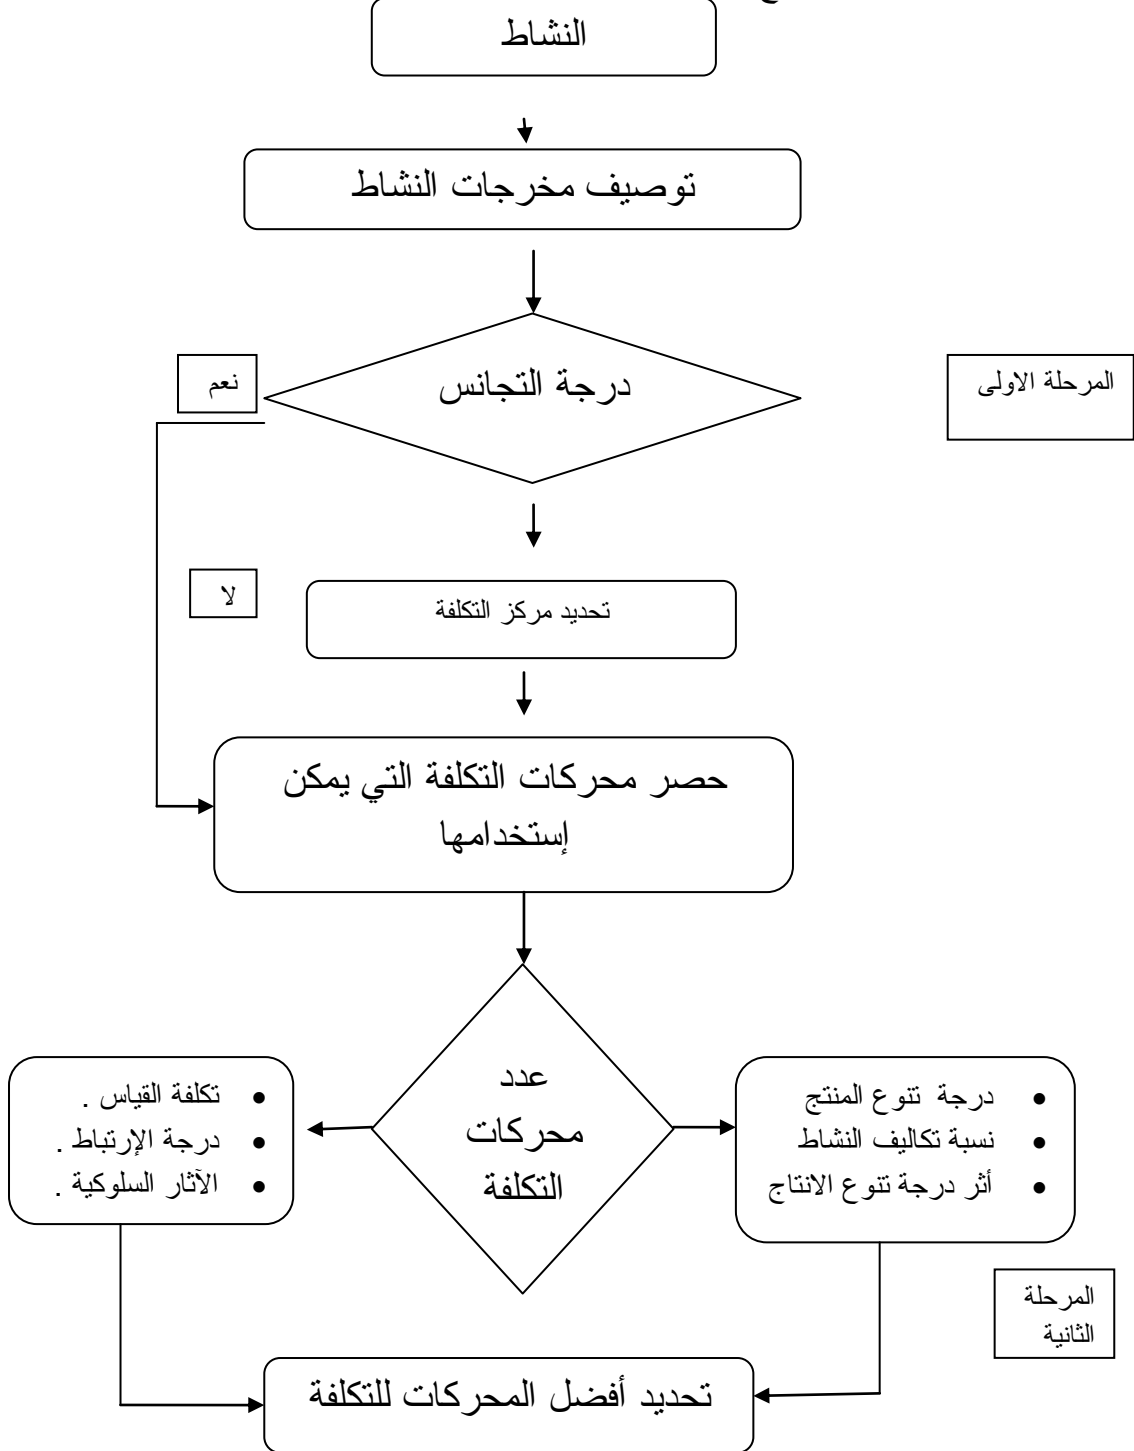 النشاط
توصيف مخرجات النشاط
درجة التجانس
نعم
المرحلة الاولى
لا
تحديد مركز التكلفة
حصر محركات التكلفة التي يمكن
إستخدامها
عدد
محركات
التكلفة
درجة تنوع المنتج
نسبة تكاليف النشاط
أثر درجة تنوع الانتاج
تكلفة القياس .
درجة الإرتباط .
الآثار السلوكية .
المرحلة
الثانية
تحديد أفضل المحركات للتكلفة